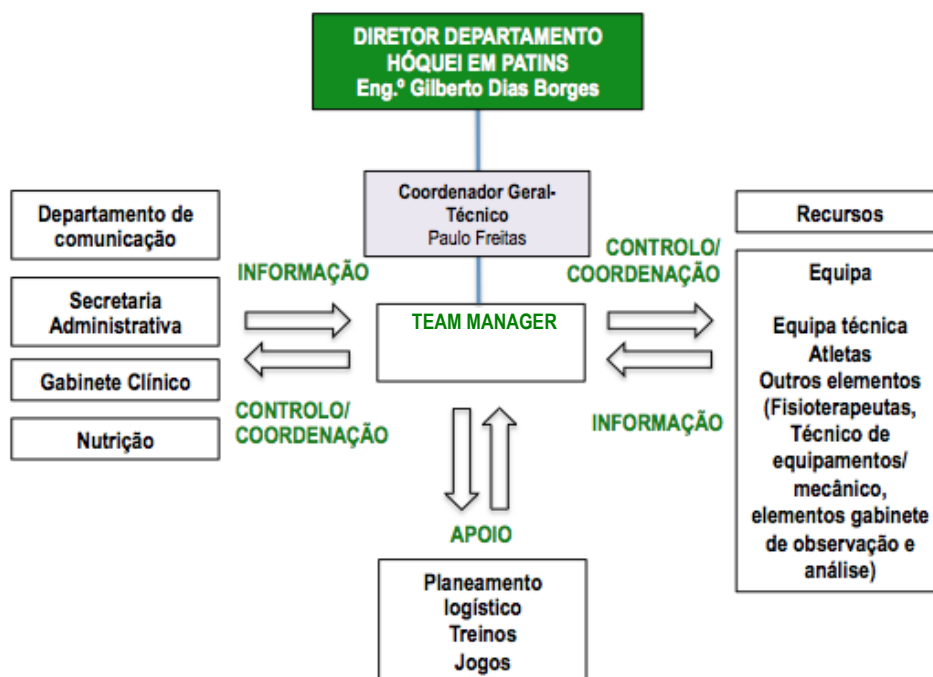 DIRETOR DEPARTAMENTO
HÓQUEI EM PATINS
Eng.º Gilberto Dias Borges
Coordenador Geral-
Técnico
Paulo Freitas
Departamento de
comunicação
Secretaria
Administrativa
Gabinete Clínico
Nutrição
INFORMAÇÃO
CONTROLO/
COORDENAÇÃO
TEAM MANAGER
CONTROLO/
COORDENAÇÃO
INFORMAÇÃO
Recursos
Equipa
Equipa técnica
Atletas
Outros elementos
(Fisioterapeutas,
Técnico de
equipamentos/
mecânico,
elementos gabinete
de observação e
análise)
APOIO
Planeamento
logístico
Treinos
Jogos